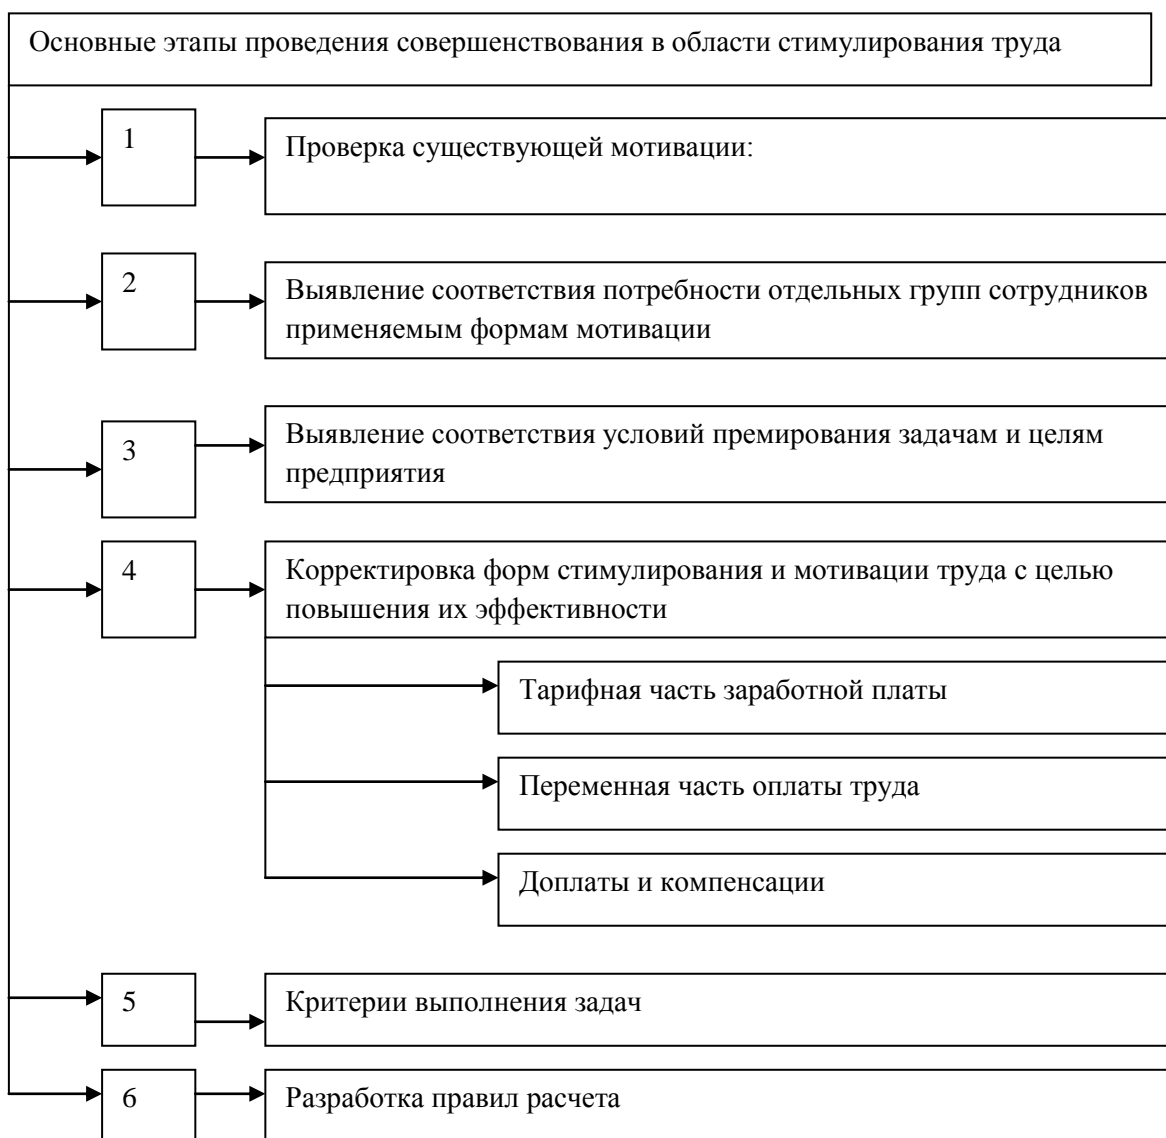 Основные этапы проведения совершенствования в области стимулирования труда
1
Проверка существующей мотивации:
2
Выявление соответствия потребности отдельных групп сотрудников
применяемым формам мотивации
3
Выявление соответствия условий премирования задачам и целям
предприятия
4
Корректировка форм стимулирования и мотивации труда с целью
повышения их эффективности
Тарифная часть заработной платы
Переменная часть оплаты труда
Доплаты и компенсации
5
Критерии выполнения задач
6
Разработка правил расчета